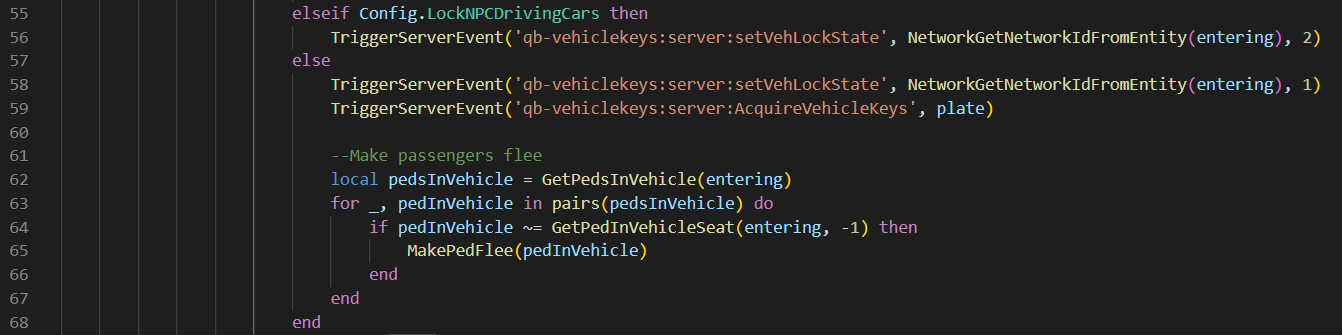 55 elseif Config.LockNPCDrivingCars then
56 TriggerServerEvent('qb-vehiclekeys:server:setVehLockState', NetworkGetNetworkIdFromEntity(entering), 2)
57 else
58 TriggerServerEvent('qb-vehiclekeys:server:setVehLockState', NetworkGetNetworkIdFromEntity(entering), 1)
59 TriggerServerEvent('qb-vehiclekeys:server:AcquireVehicleKeys', plate)
60
61 --Make passengers flee
62 local pedsInVehicle = GetPedsInVehicle(entering)
63 for _, pedInVehicle in pairs(pedsInVehicle) do
64 if pedInVehicle ~= GetPedInVehicleSeat(entering, -1) then
65 MakePedFlee(pedInVehicle)
66 end
67 end
68 end